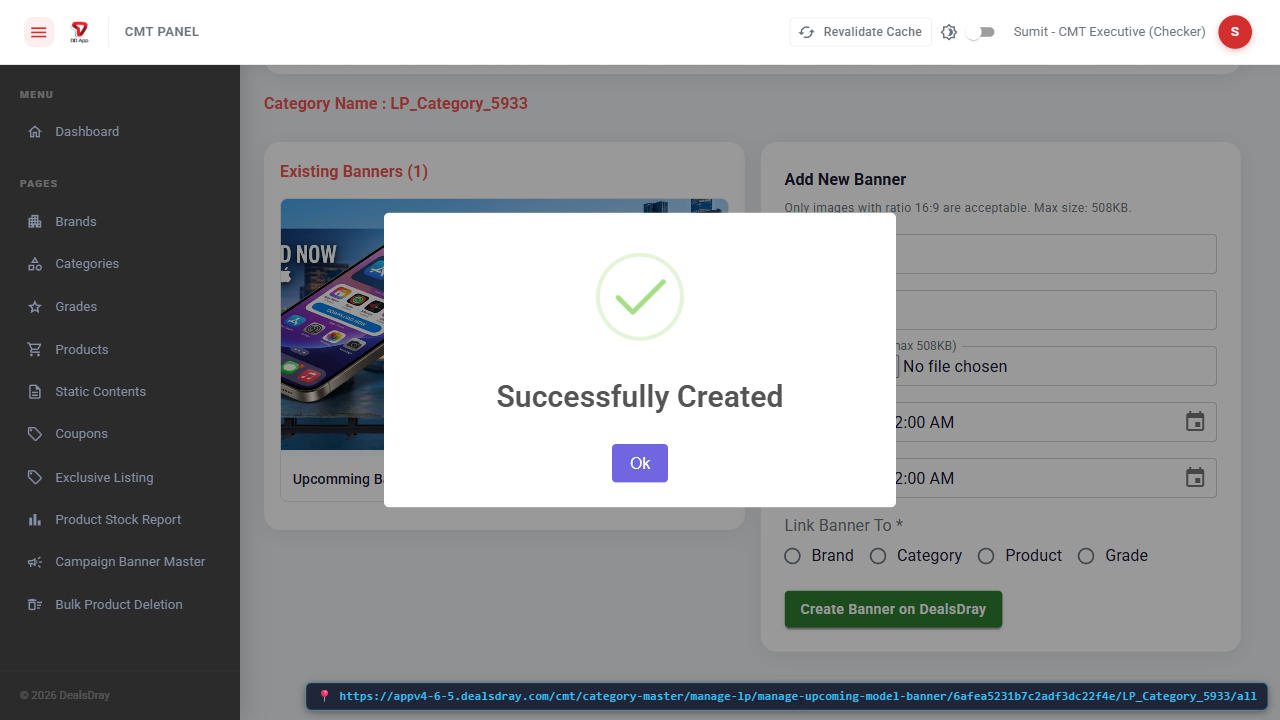 DD App
CMT PANEL
Revalidate Cache
Sumit - CMT Executive (Checker)
S
MENU
Dashboard
PAGES
Brands
Categories
Grades
Products
Static Contents
Coupons
Exclusive Listing
Product Stock Report
Campaign Banner Master
Bulk Product Deletion
© 2026 DealsDray
Category Name : LP_Category_5933
Existing Banners (1)
D NOW
Upcomming B
Add New Banner
Only images with ratio 16:9 are acceptable. Max size: 508KB.
max 508KB)
No file chosen
2:00 AM
2:00 AM
Link Banner To *
Brand
Category
Product
Grade
Create Banner on DealsDray
Successfully Created
Ok
https://appv4-6-5.dealsdray.com/cmt/category-master/manage-lp/manage-upcoming-model-banner/6afea5231b7c2adf3dc22f4e/LP_Category_5933/all